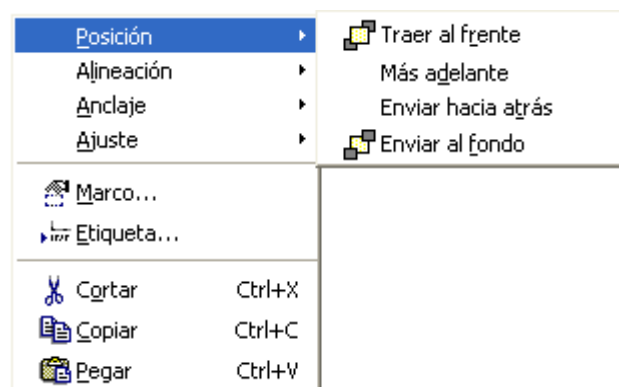 Posición
Alineación
Anclaje
Ajuste
Marco...
Etiqueta...
Cortar Ctrl+X
Copiar Ctrl+C
Pegar Ctrl+V
Traer al frente
Más adelante
Enviar hacia atrás
Enviar al fondo